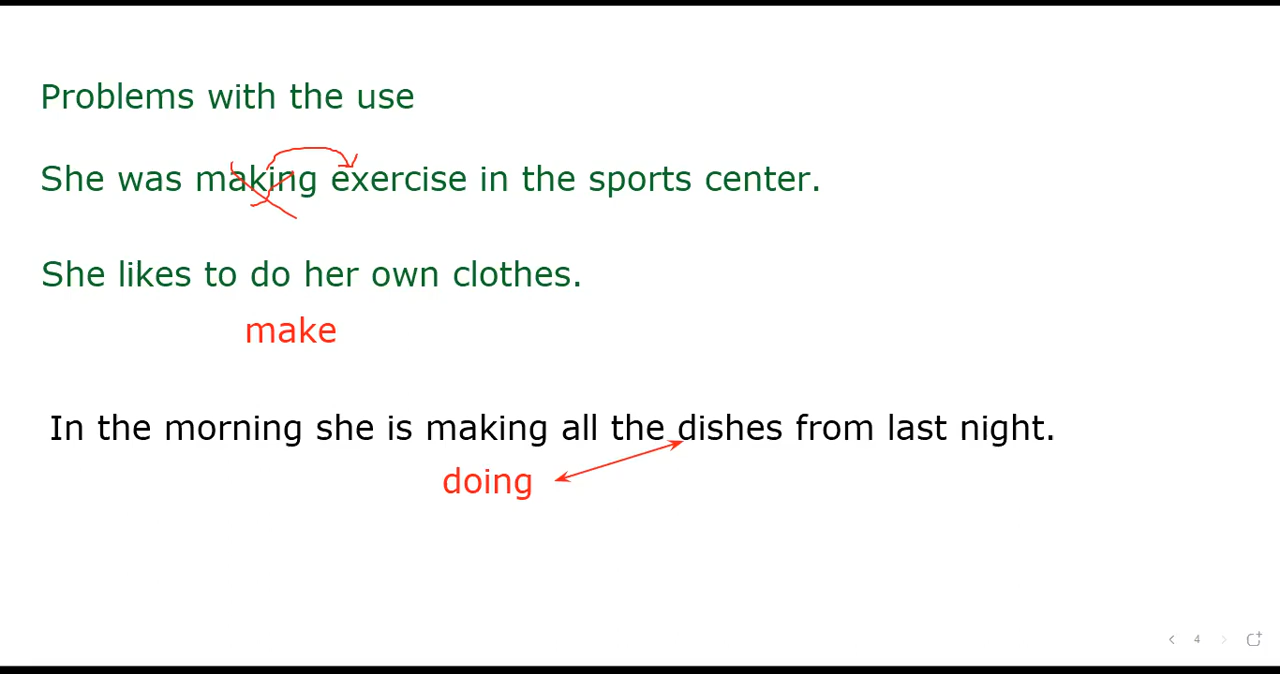 Problems with the use
She was making exercise in the sports center.
She likes to do her own clothes.
make
In the morning she is making all the dishes from last night.
doing
4